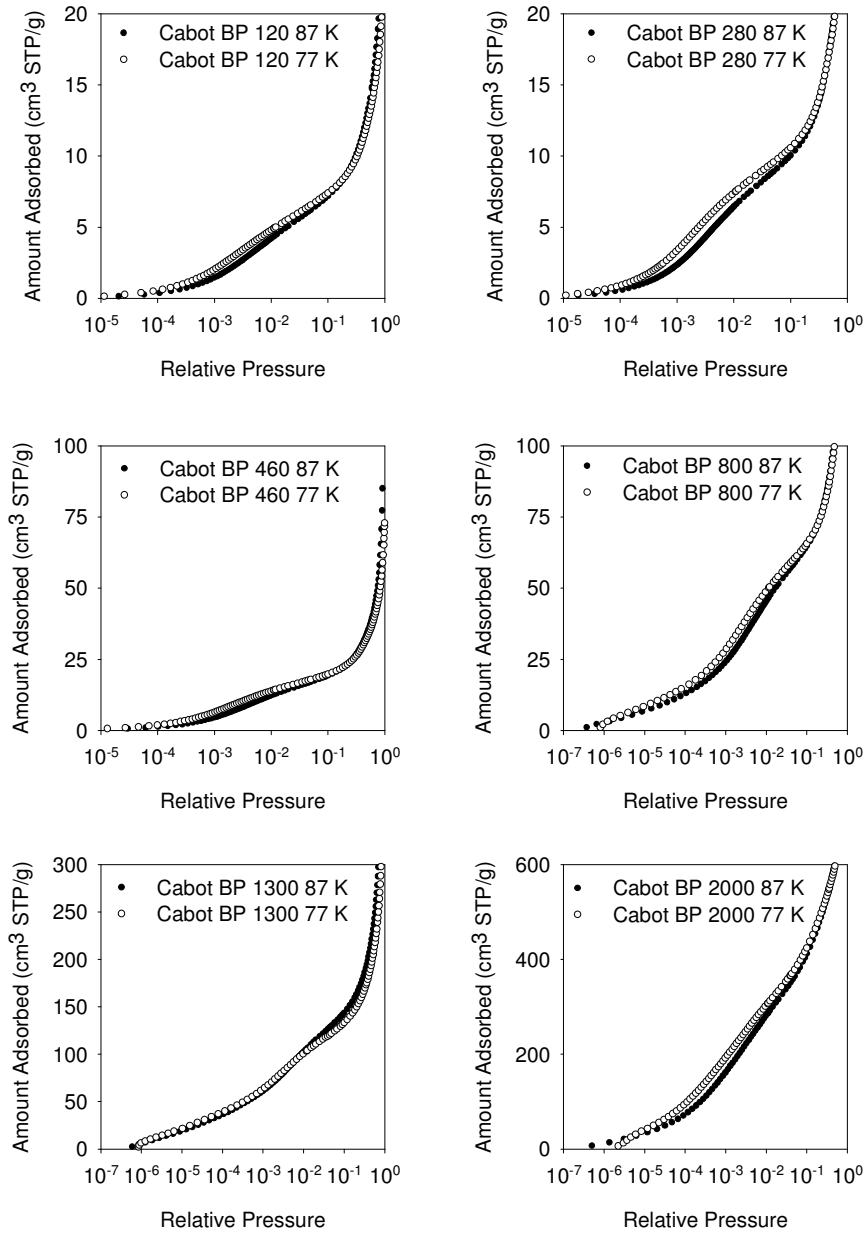 Cabot BP 120 87 K
Cabot BP 120 77 K
Amount Adsorbed (cm³ STP/g)
20
15
10
5
0
10⁻⁵ 10⁻⁴ 10⁻³ 10⁻² 10⁻¹ 10⁰
Relative Pressure
Cabot BP 280 87 K
Cabot BP 280 77 K
Amount Adsorbed (cm³ STP/g)
20
15
10
5
0
10⁻⁵ 10⁻⁴ 10⁻³ 10⁻² 10⁻¹ 10⁰
Relative Pressure
Cabot BP 460 87 K
Cabot BP 460 77 K
Amount Adsorbed (cm³ STP/g)
100
75
50
25
0
10⁻⁵ 10⁻⁴ 10⁻³ 10⁻² 10⁻¹ 10⁰
Relative Pressure
Cabot BP 800 87 K
Cabot BP 800 77 K
Amount Adsorbed (cm³ STP/g)
100
75
50
25
0
10⁻⁷ 10⁻⁶ 10⁻⁵ 10⁻⁴ 10⁻³ 10⁻² 10⁻¹ 10⁰
Relative Pressure
Cabot BP 1300 87 K
Cabot BP 1300 77 K
Amount Adsorbed (cm³ STP/g)
300
250
200
150
100
50
0
10⁻⁷ 10⁻⁶ 10⁻⁵ 10⁻⁴ 10⁻³ 10⁻² 10⁻¹ 10⁰
Relative Pressure
Cabot BP 2000 87 K
Cabot BP 2000 77 K
Amount Adsorbed (cm³ STP/g)
600
400
200
0
10⁻⁷ 10⁻⁶ 10⁻⁵ 10⁻⁴ 10⁻³ 10⁻² 10⁻¹ 10⁰
Relative Pressure